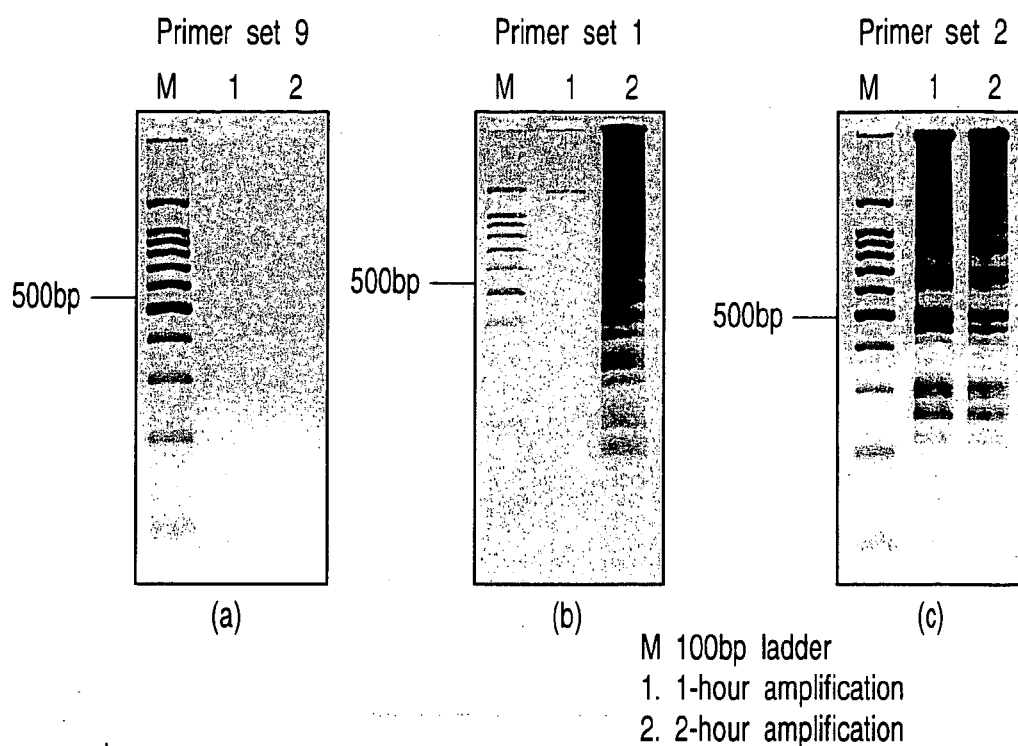 Primer set 9
M 1 2
500bp
(a)
Primer set 1
M 1 2
500bp
(b)
Primer set 2
M 1 2
500bp
(c)
M 100bp ladder
1. 1-hour amplification
2. 2-hour amplification